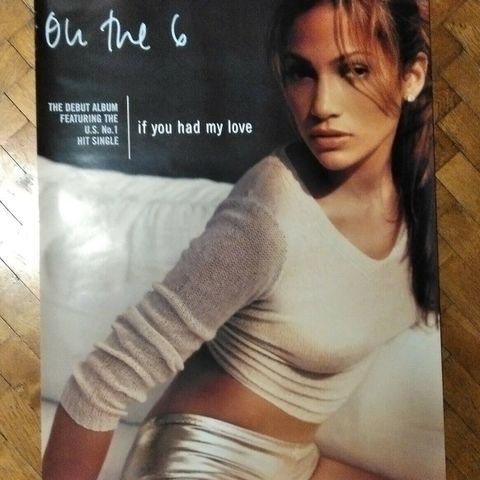 On the 6
THE DEBUT ALBUM
FEATURING THE
U.S. No.1
HIT SINGLE
if you had my love